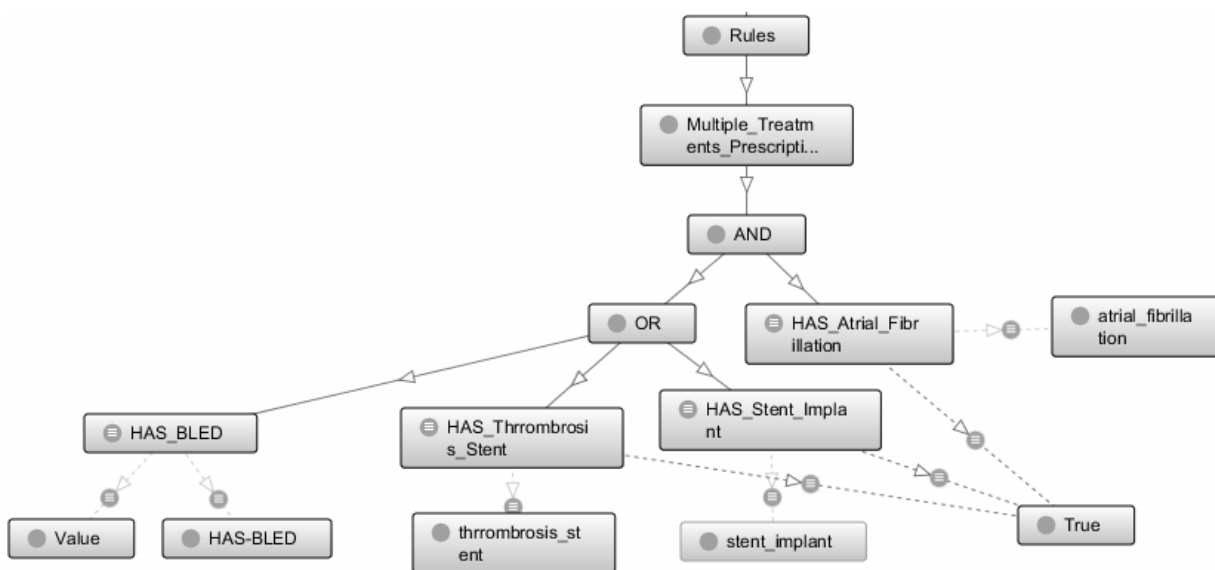 Rules
Multiple_Treatm
ents_Prescripti...
AND
OR
HAS_Atrial_Fibr
illation
atrial_fibrilla
tion
HAS_BLED
HAS_Thrrombrosi
s_Stent
HAS_Stent_Impla
nt
Value
HAS-BLED
thrrombrosis_st
ent
stent_implant
True